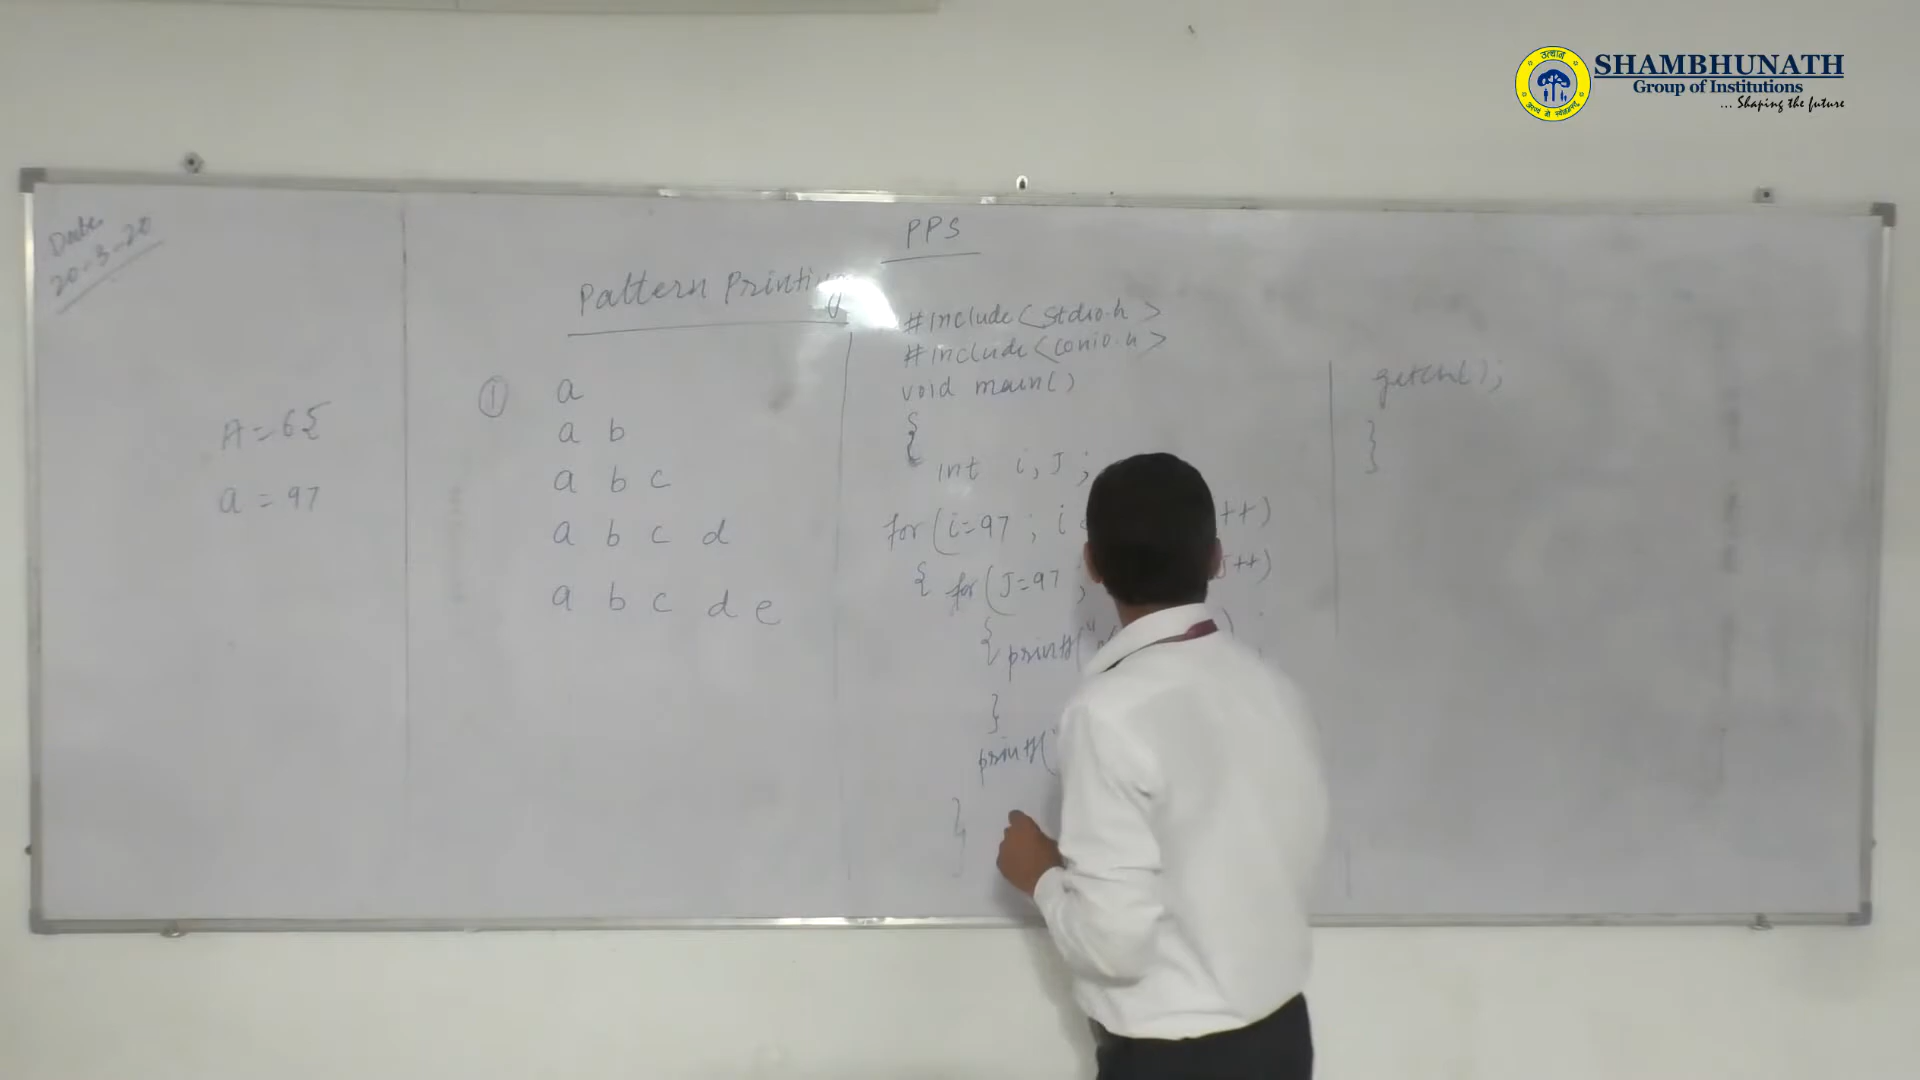 उत्थान
SHAMBHUNATH
Group of Institutions
... Shaping the future
Date
20-3-20
PPS
Pattern Printing
A = 65
a = 97
1
a
a b
a b c
a b c d
a b c d e
#include<stdio.h>
#include<conio.h>
void main()
{
int i, J ;
for (i=97 ; i ++)
{ for (J=97 ; J++)
{ printf(" ) ;
}
printf("
}
getch();
}